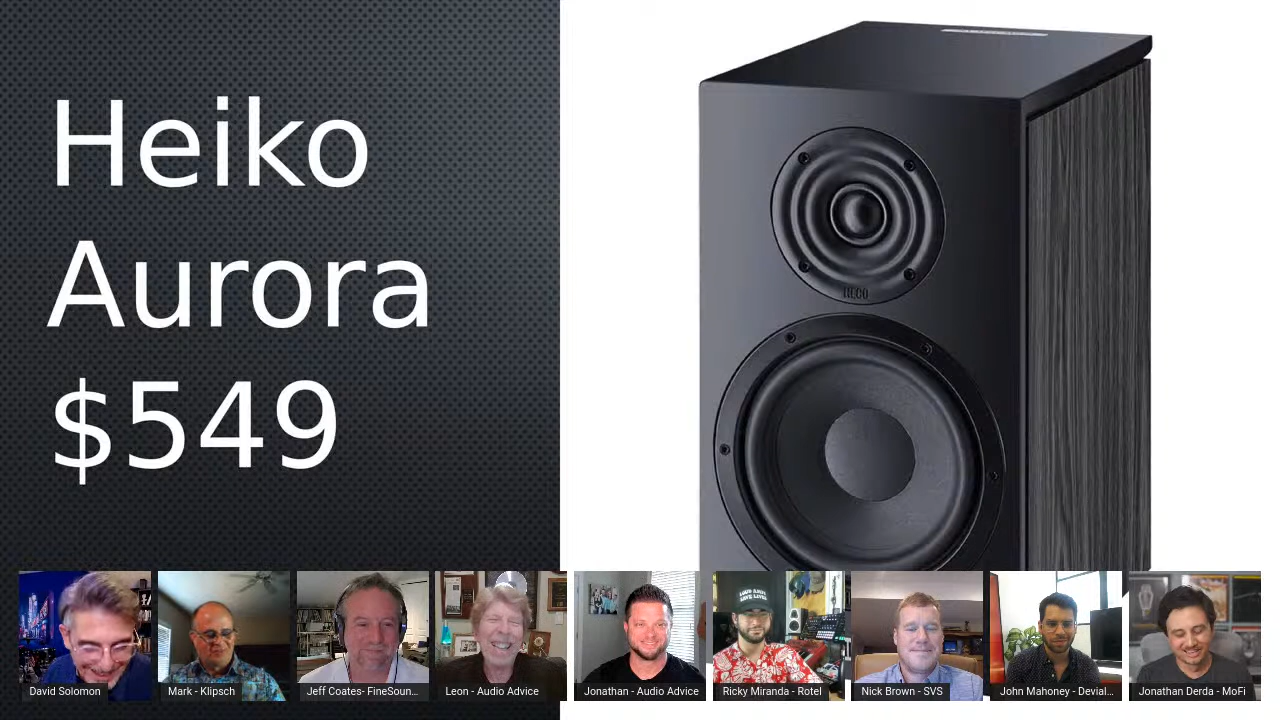 Heiko
Aurora
$549
HECO
David Solomon
Mark - Klipsch
Jeff Coates- FineSoun...
Leon - Audio Advice
Jonathan - Audio Advice
Ricky Miranda - Rotel
Nick Brown - SVS
John Mahoney - Devial...
Jonathan Derda - MoFi